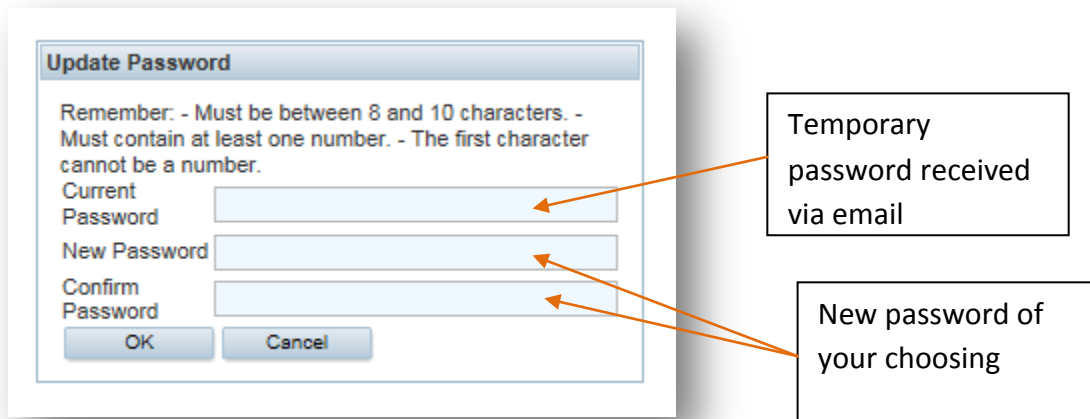 Update Password
Remember: - Must be between 8 and 10 characters. -
Must contain at least one number. - The first character
cannot be a number.
Current
Password
New Password
Confirm
Password
OK
Cancel
Temporary
password received
via email
New password of
your choosing